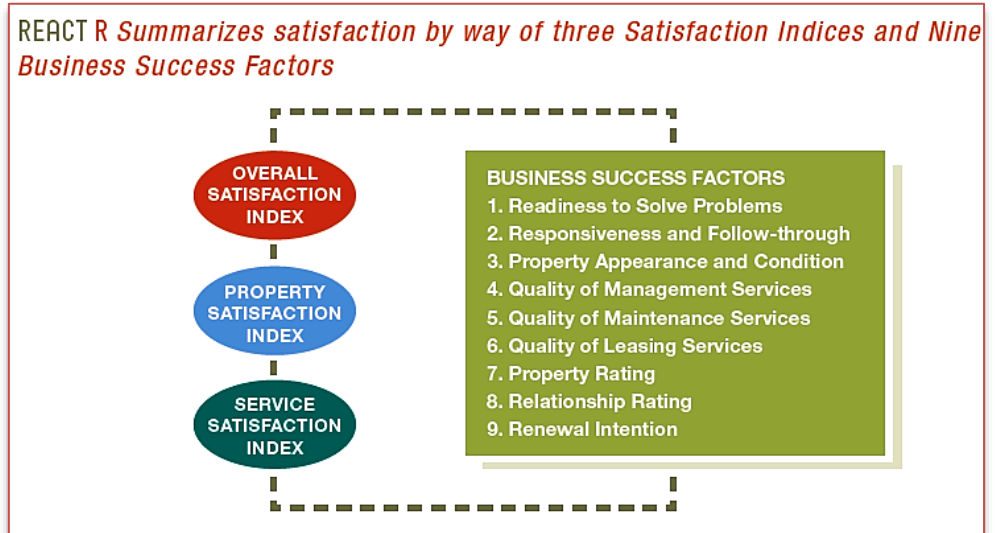 REACT R Summarizes satisfaction by way of three Satisfaction Indices and Nine
Business Success Factors
OVERALL
SATISFACTION
INDEX
PROPERTY
SATISFACTION
INDEX
SERVICE
SATISFACTION
INDEX
BUSINESS SUCCESS FACTORS
1. Readiness to Solve Problems
2. Responsiveness and Follow-through
3. Property Appearance and Condition
4. Quality of Management Services
5. Quality of Maintenance Services
6. Quality of Leasing Services
7. Property Rating
8. Relationship Rating
9. Renewal Intention